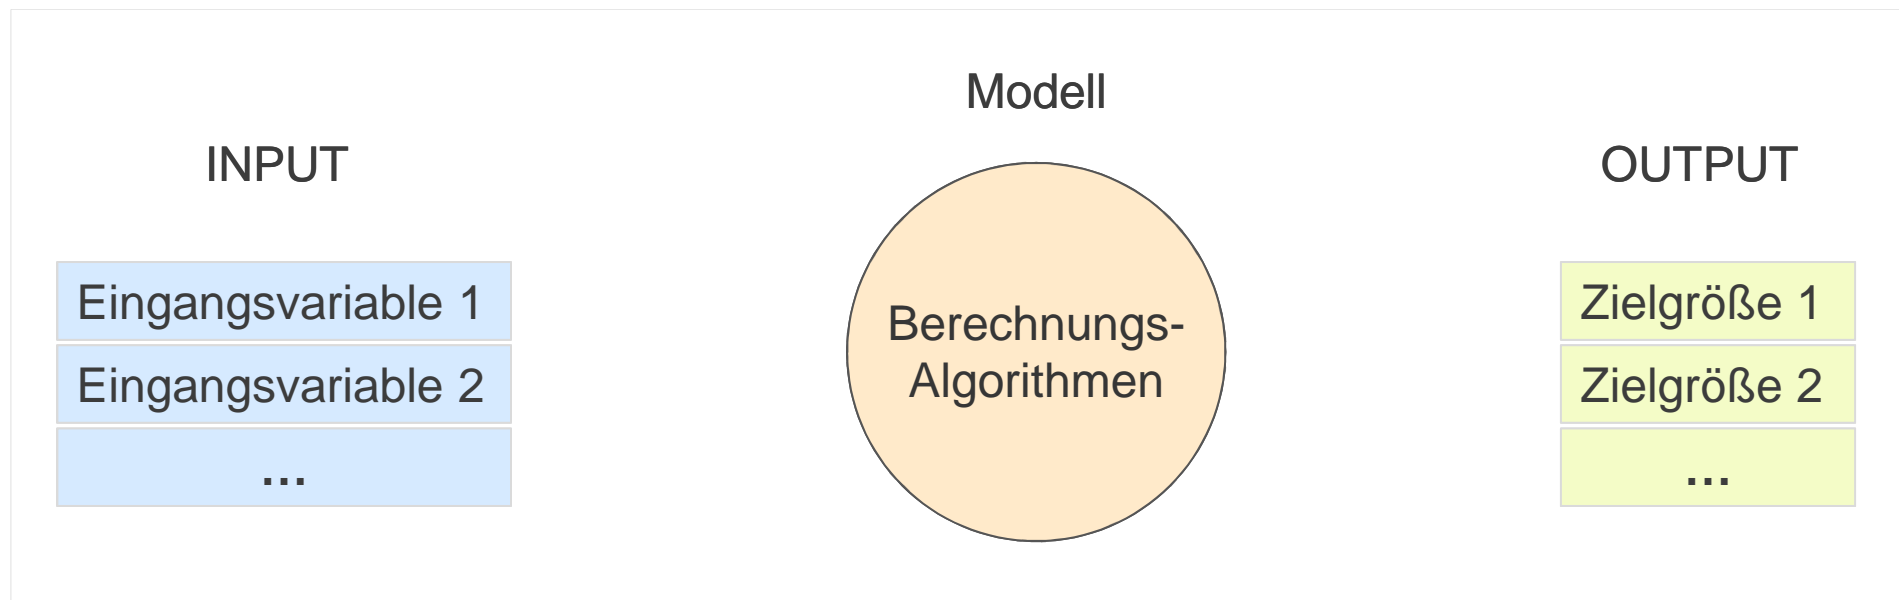 Modell
INPUT
OUTPUT
Eingangsvariable 1
Eingangsvariable 2
...
Berechnungs-
Algorithmen
Zielgröße 1
Zielgröße 2
...